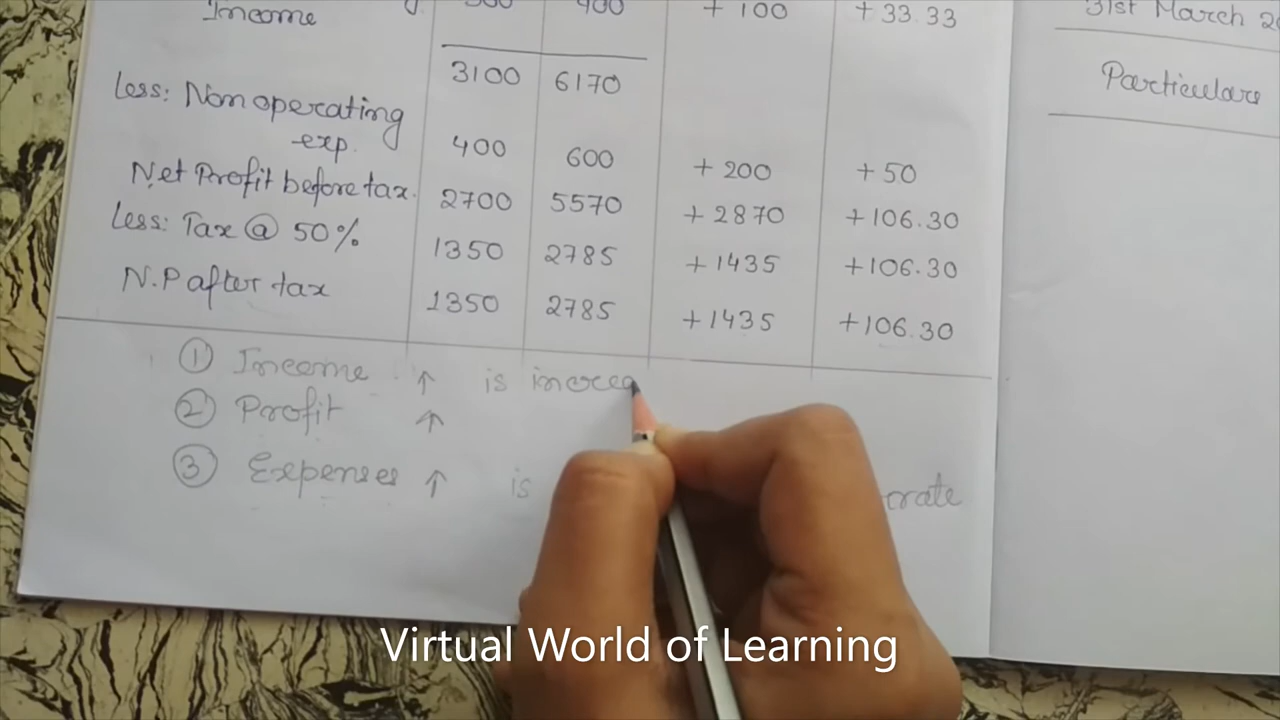 Income 300 400 + 100 + 33.33
3100 6170
Less: Non operating
exp. 400 600 + 200 + 50
Net Profit before tax. 2700 5570 + 2870 +106.30
Less: Tax @ 50% 1350 2785 +1435 +106.30
N.P after tax 1350 2785 +1435 +106.30
① Income ↑ is increa
② Profit ↑
③ Expenses ↑ is rate
31st March 20
Particulars
Virtual World of Learning